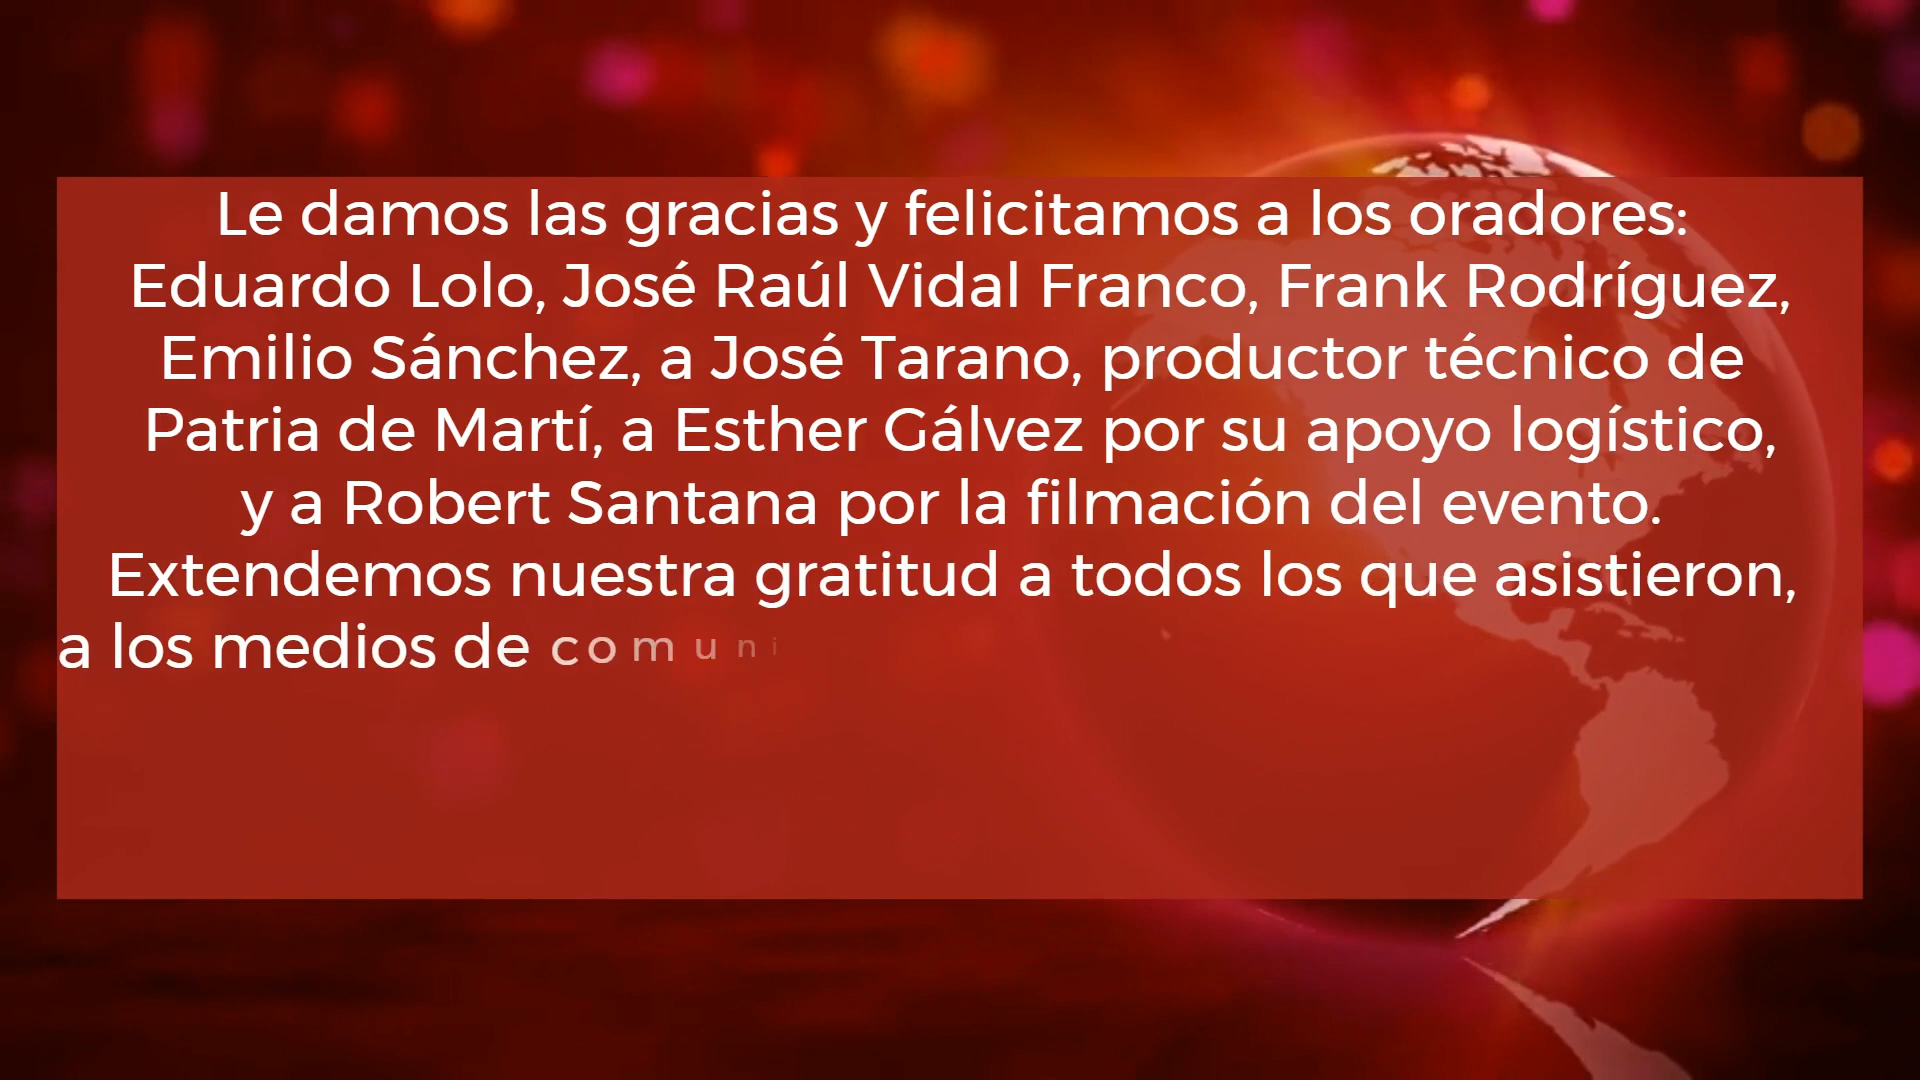 Le damos las gracias y felicitamos a los oradores:
Eduardo Lolo, José Raúl Vidal Franco, Frank Rodríguez,
Emilio Sánchez, a José Tarano, productor técnico de
Patria de Martí, a Esther Gálvez por su apoyo logístico,
y a Robert Santana por la filmación del evento.
Extendemos nuestra gratitud a todos los que asistieron,
a los medios de comuni